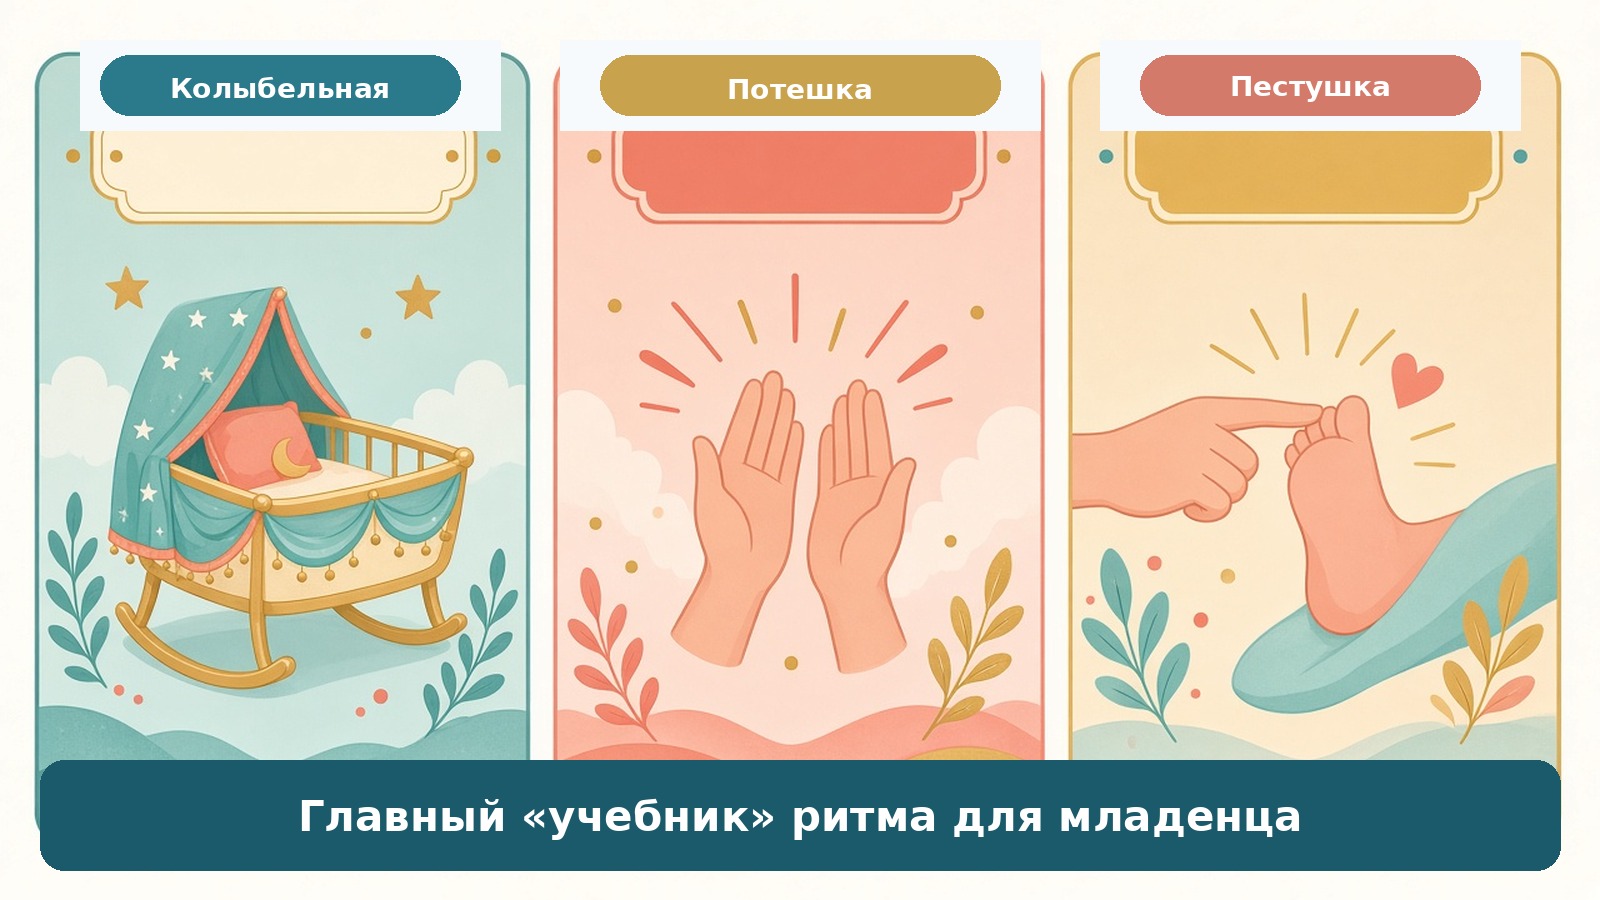 Колыбельная
Потешка
Пестушка
Главный «учебник» ритма для младенца